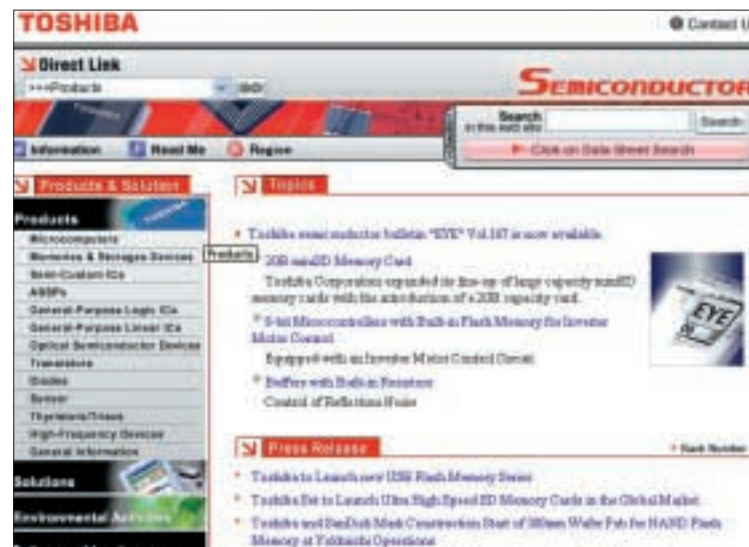 TOSHIBA
Contact U
Direct Link
>>>Products
GO
SEMICONDUCTOR
Search
in this web site
Search
Click on Data Sheet Search
Information
Read Me
Region
Products & Solution
Products
Microcomputers
Memories & Storages Devices
Products
Semi-Custom ICs
ASSPs
General-Purpose Logic ICs
General-Purpose Linear ICs
Optical Semiconductor Devices
Transistors
Diodes
Sensor
Thyristors/Triacs
High-Frequency Devices
General Information
Solutions
Environmental Activities
Topics
Toshiba semiconductor bulletin "EYE" Vol.167 is now available.
2GB miniSD Memory Card
Toshiba Corporation expanded its line-up of large capacity miniSD
memory cards with the introduction of a 2GB capacity card.
8-bit Microcontrollers with Built-in Flash Memory for Inverter
Motor Control
Equipped with an Inverter Motor Control Circuit
Buffers with Built-in Resistors
Control of Reflection Noise
EYE
Press Release
Back Number
Toshiba to Launch new USB Flash Memory Series
Toshiba Set to Launch Ultra High Speed SD Memory Cards in the Global Market
Toshiba and SanDisk Mark Construction Start of 300mm Wafer Fab for NAND Flash
Memory at Yokkaichi Operations